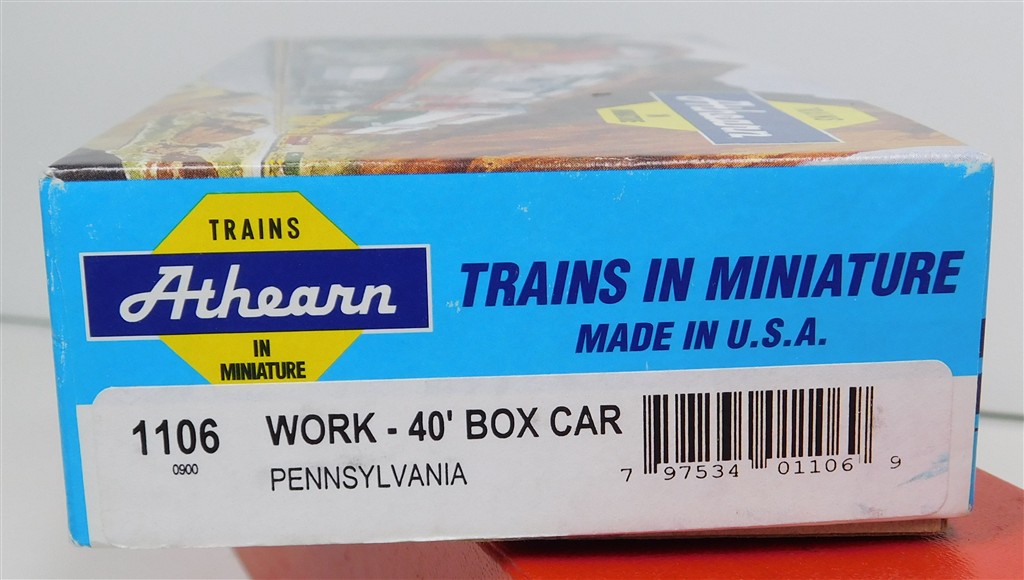 Athearn
TRAINS
Athearn
IN
MINIATURE
TRAINS IN MINIATURE
MADE IN U.S.A.
1106
0900
WORK - 40' BOX CAR
PENNSYLVANIA
7 97534 01106 9